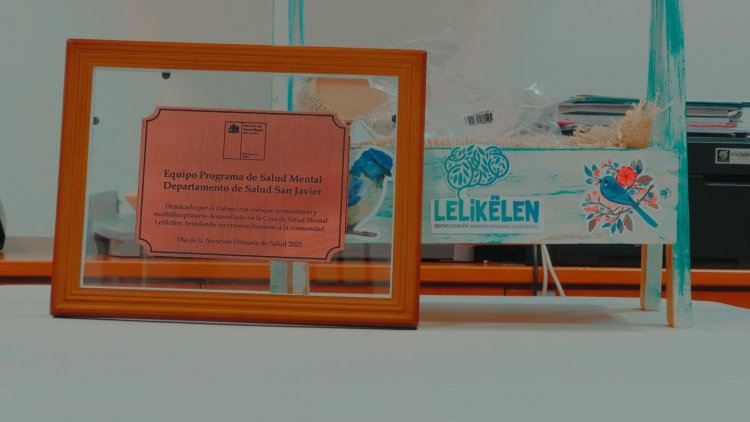 Equipo Programa de Salud Mental
Departamento de Salud San Javier
Destacado por el trabajo con enfoque comunitario y
multidisciplinario desarrollado en la Casa de Salud Mental
Lelikelen, brindando un entorno humano a la comunidad.
Día de la Atención Primaria de Salud 2025
LELiKËLEN